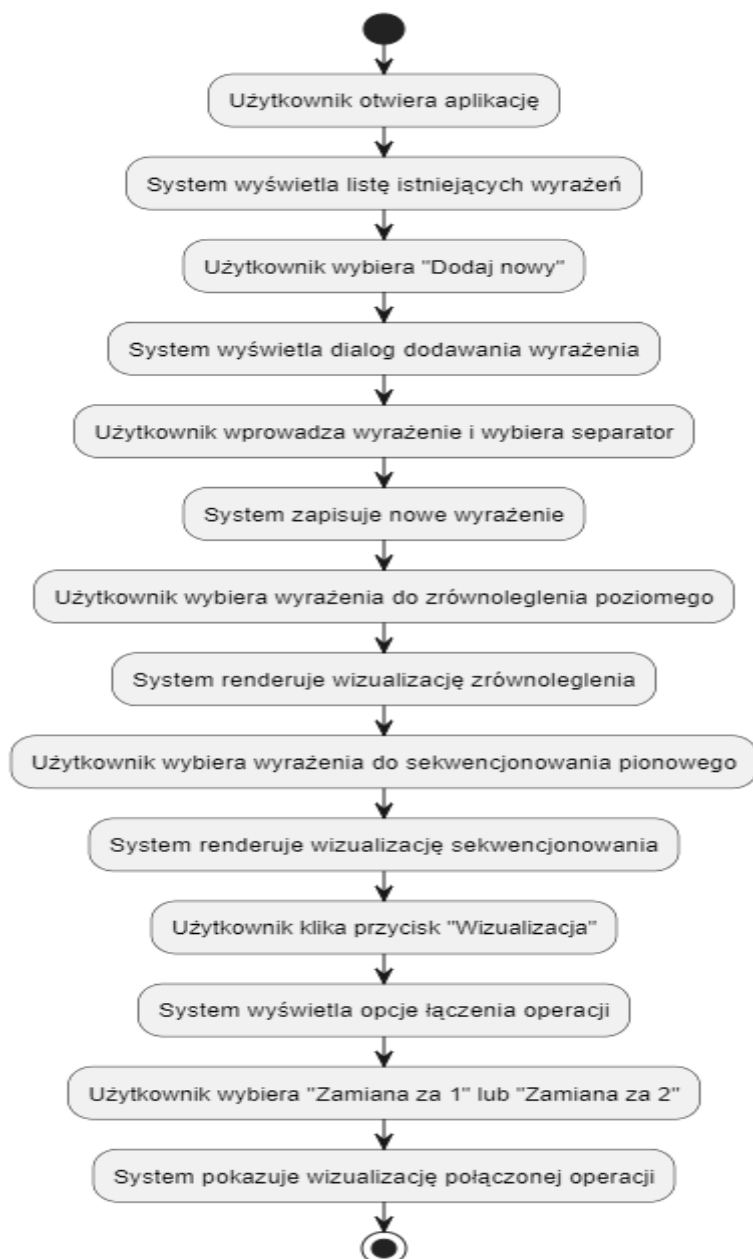 Użytkownik otwiera aplikację
System wyświetla listę istniejących wyrażeń
Użytkownik wybiera "Dodaj nowy"
System wyświetla dialog dodawania wyrażenia
Użytkownik wprowadza wyrażenie i wybiera separator
System zapisuje nowe wyrażenie
Użytkownik wybiera wyrażenia do zrównoleglenia poziomego
System renderuje wizualizację zrównoleglenia
Użytkownik wybiera wyrażenia do sekwencjonowania pionowego
System renderuje wizualizację sekwencjonowania
Użytkownik klika przycisk "Wizualizacja"
System wyświetla opcje łączenia operacji
Użytkownik wybiera "Zamiana za 1" lub "Zamiana za 2"
System pokazuje wizualizację połączonej operacji